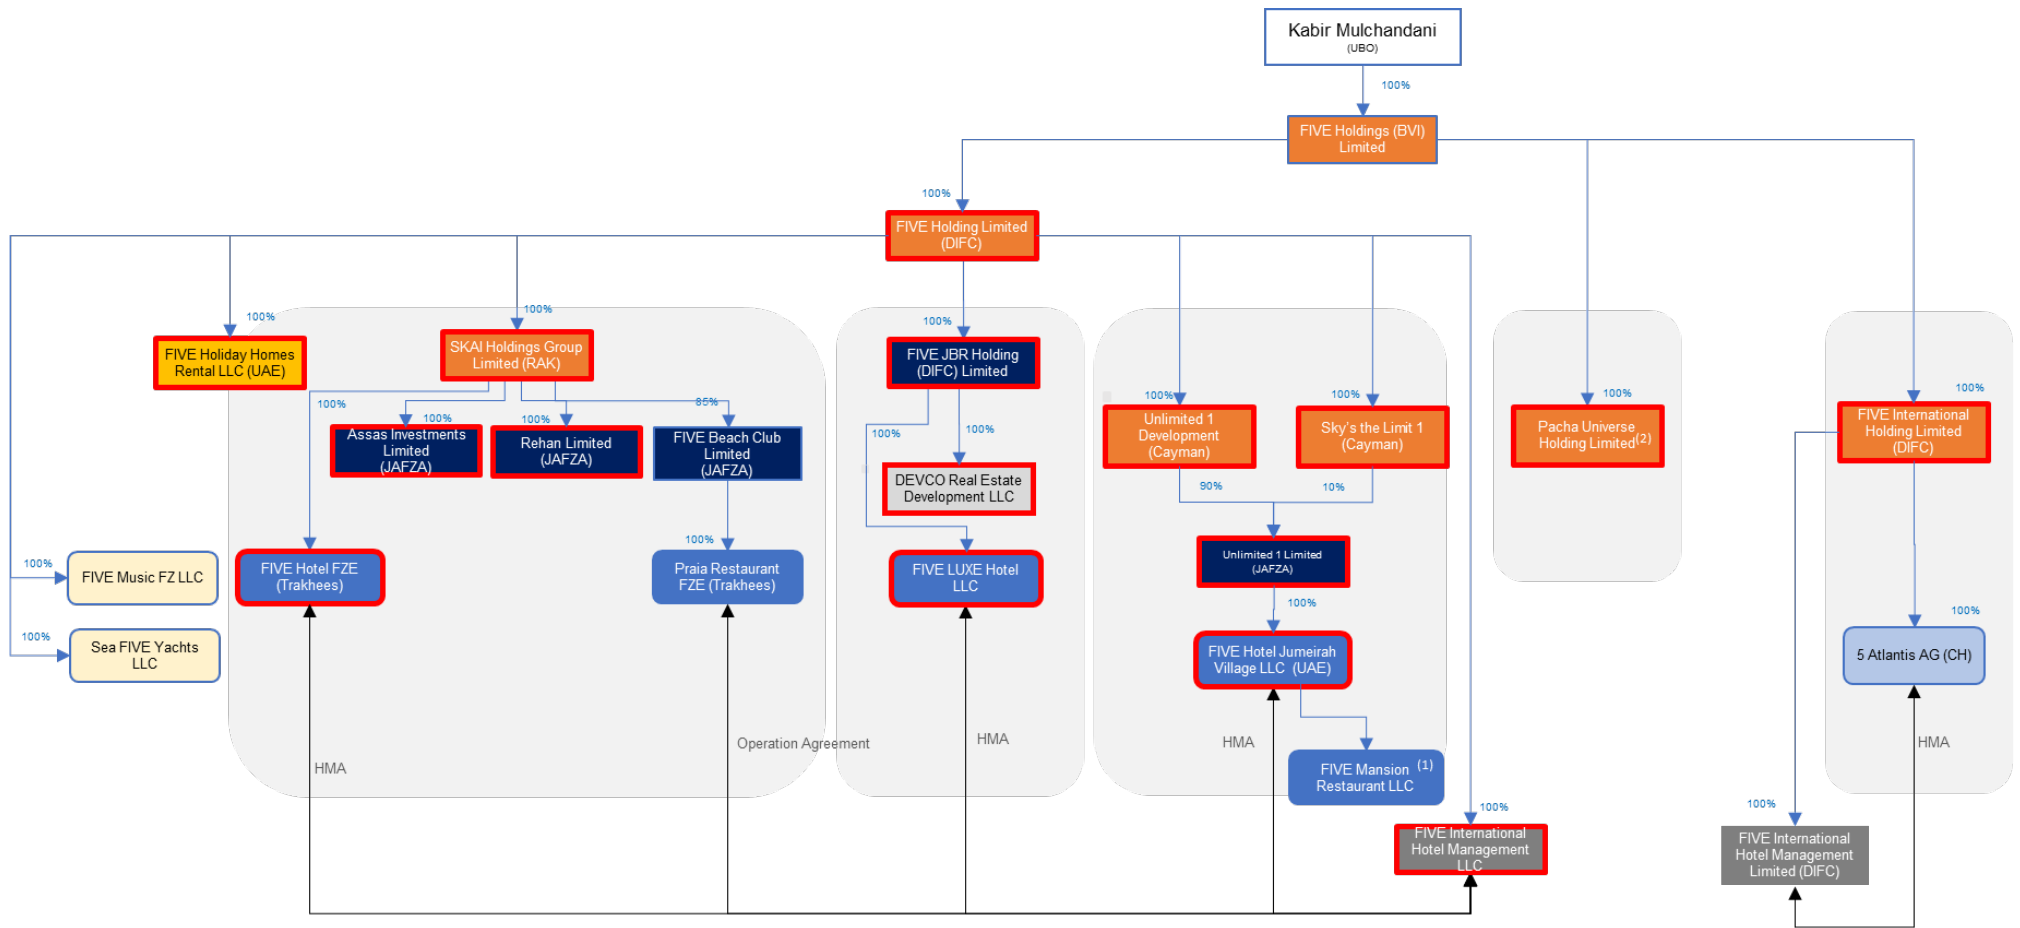 Kabir Mulchandani
(UBO)
100%
FIVE Holdings (BVI)
Limited
100%
FIVE Holding Limited
(DIFC)
100%
FIVE Holiday Homes
Rental LLC (UAE)
100%
SKAI Holdings Group
Limited (RAK)
100%
FIVE JBR Holding
(DIFC) Limited
100%
Unlimited 1
Development
(Cayman)
100%
Sky's the Limit 1
(Cayman)
100%
Pacha Universe
Holding Limited(2)
100%
FIVE International
Holding Limited
(DIFC)
100%
100%
Assas Investments
Limited
(JAFZA)
100%
Rehan Limited
(JAFZA)
85%
FIVE Beach Club
Limited
(JAFZA)
100%
100%
DEVCO Real Estate
Development LLC
90%
10%
Unlimited 1 Limited
(JAFZA)
100%
FIVE Music FZ LLC
FIVE Hotel FZE
(Trakhees)
100%
Praia Restaurant
FZE (Trakhees)
FIVE LUXE Hotel
LLC
100%
100%
Sea FIVE Yachts
LLC
FIVE Hotel Jumeirah
Village LLC (UAE)
100%
5 Atlantis AG (CH)
HMA
Operation Agreement
HMA
HMA
HMA
FIVE Mansion (1)
Restaurant LLC
100%
FIVE International
Hotel Management
LLC
100%
FIVE International
Hotel Management
Limited (DIFC)